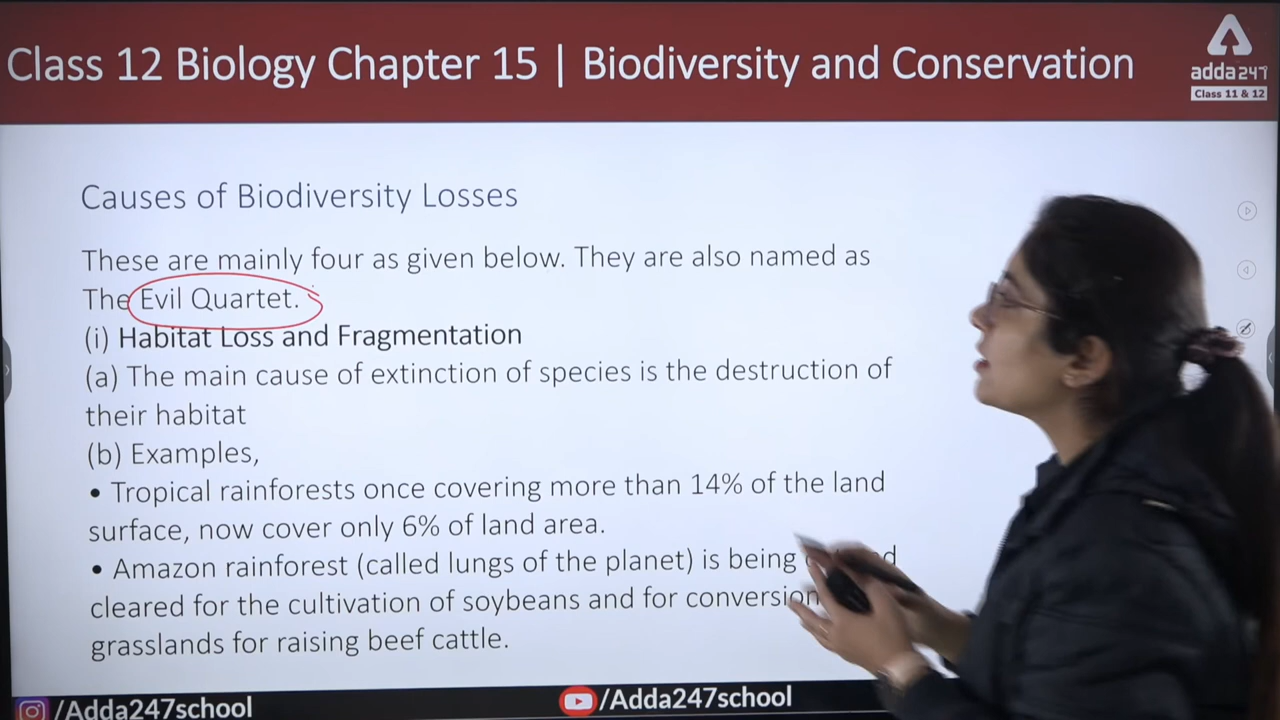 Class 12 Biology Chapter 15 | Biodiversity and Conservation
adda247
Class 11 & 12
Causes of Biodiversity Losses
These are mainly four as given below. They are also named as
The Evil Quartet.
(i) Habitat Loss and Fragmentation
(a) The main cause of extinction of species is the destruction of
their habitat
(b) Examples,
• Tropical rainforests once covering more than 14% of the land
surface, now cover only 6% of land area.
• Amazon rainforest (called lungs of the planet) is being
cleared for the cultivation of soybeans and for conversion
grasslands for raising beef cattle.
/Adda247school
/Adda247school